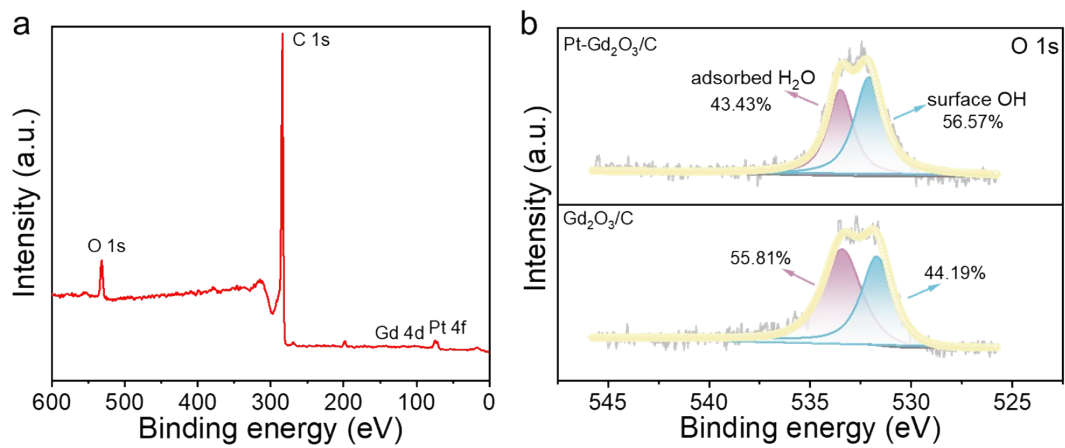 a
C 1s
O 1s
Gd 4d Pt 4f
Intensity (a.u.)
600 500 400 300 200 100 0
Binding energy (eV)
b
Pt-Gd₂O₃/C
O 1s
adsorbed H₂O
43.43%
surface OH
56.57%
Gd₂O₃/C
55.81%
44.19%
Intensity (a.u.)
545 540 535 530 525
Binding energy (eV)